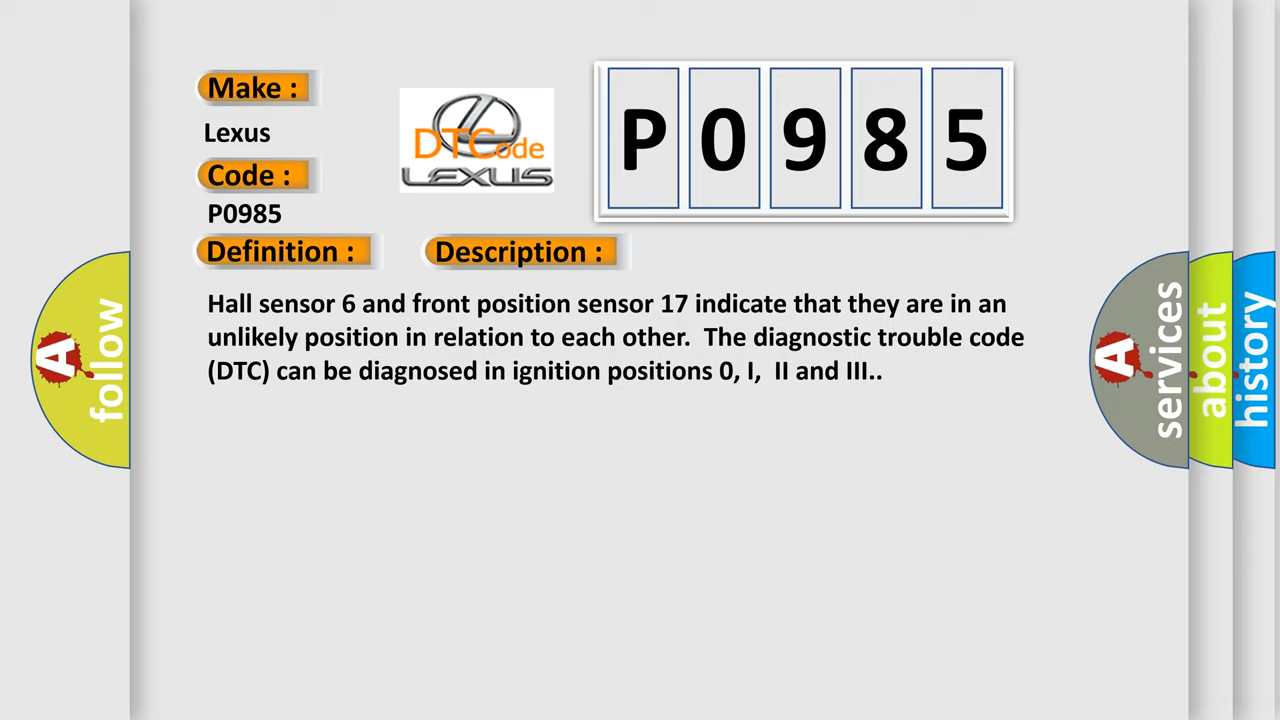 Make :
Lexus
Code :
P0985
Definition :
Description :
DTCode
LEXUS
P0985
Hall sensor 6 and front position sensor 17 indicate that they are in an
unlikely position in relation to each other. The diagnostic trouble code
(DTC) can be diagnosed in ignition positions 0, I, II and III..
A follow
A services
about
history